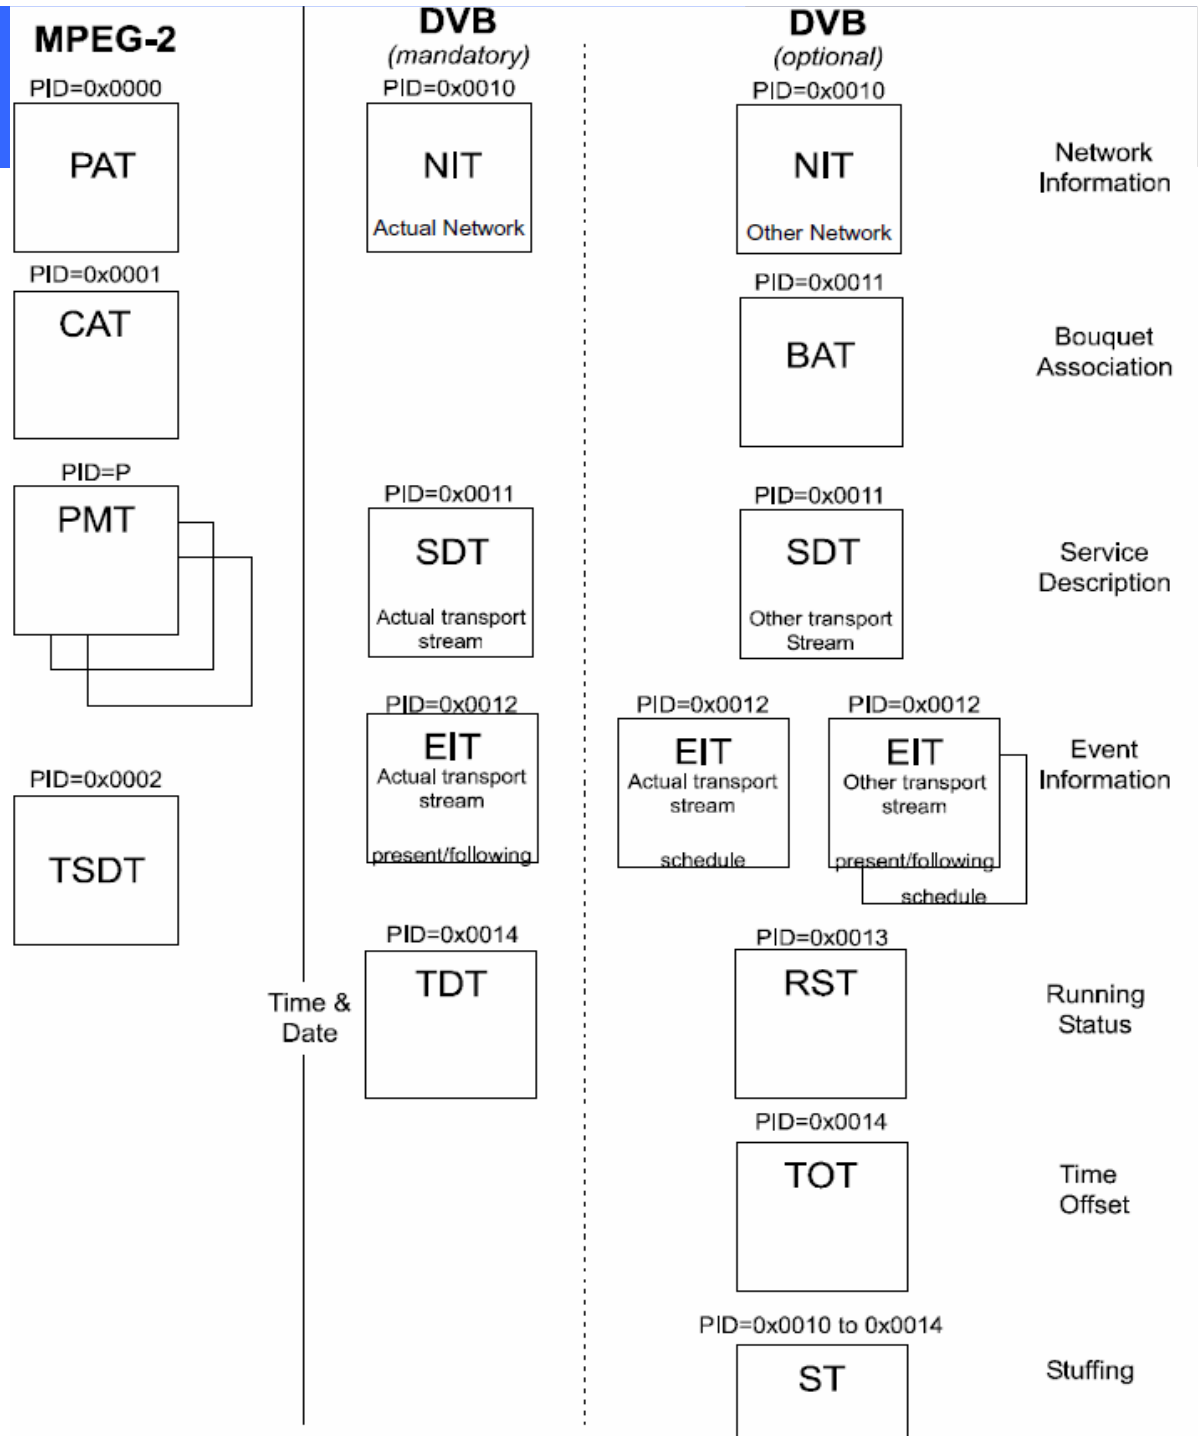 MPEG-2
DVB
(mandatory)
DVB
(optional)
PID=0x0000
PAT
PID=0x0010
NIT
Actual Network
PID=0x0010
NIT
Other Network
Network
Information
PID=0x0001
CAT
PID=0x0011
BAT
Bouquet
Association
PID=P
PMT
PID=0x0011
SDT
Actual transport
stream
PID=0x0011
SDT
Other transport
Stream
Service
Description
PID=0x0012
EIT
Actual transport
stream
present/following
PID=0x0012
EIT
Actual transport
stream
schedule
PID=0x0012
EIT
Other transport
stream
present/following
schedule
Event
Information
PID=0x0002
TSDT
Time &
Date
PID=0x0014
TDT
PID=0x0013
RST
Running
Status
PID=0x0014
TOT
Time
Offset
PID=0x0010 to 0x0014
ST
Stuffing